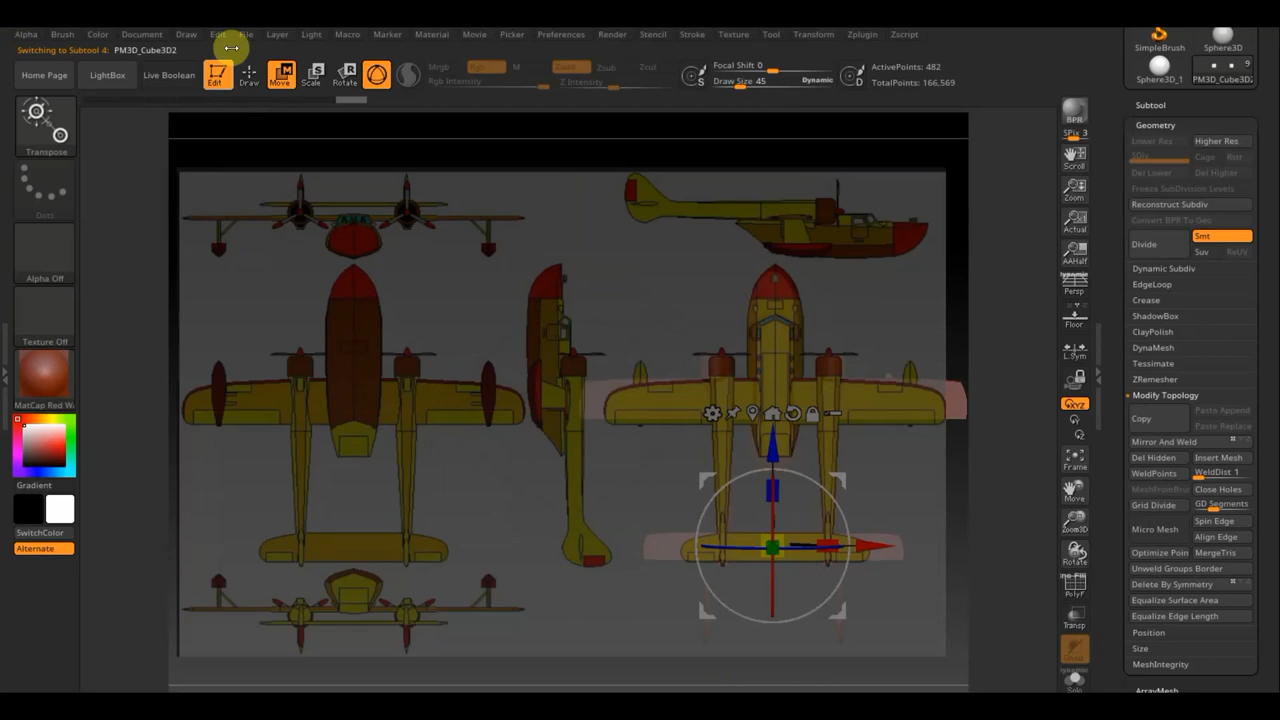 Alpha Brush Color Document Draw Edit File Layer Light Macro Marker Material Movie Picker Preferences Render Stencil Stroke Texture Tool Transform Zplugin Zscript
Switching to Subtool 4: PM3D_Cube3D2
Home Page
LightBox
Live Boolean
Edit
Draw
Move
Scale
Rotate
Mrgb Rgb
Rgb Intensity
Zadd Zsub Zcut
Z Intensity
S
Focal Shift 0
Draw Size 45 Dynamic
D
ActivePoints: 482
TotalPoints: 166,569
Transpose
Dots
Alpha Off
Texture Off
MatCap Red Wa
Gradient
SwitchColor
Alternate
BPR
SPix 3
Scroll
Zoom
Actual
AAHalf
Dynamic
Persp
Floor
L.Sym
XYZ
Y
Z
Frame
Move
Zoom3D
Rotate
PolyF
Transp
Dynamic
Solo
SimpleBrush Sphere3D
9
Sphere3D_1 PM3D_Cube3D2
Subtool
Geometry
Lower Res Higher Res
SDiv Cage Rstr
Del Lower Del Higher
Freeze SubDivision Levels
Reconstruct Subdiv
Convert BPR To Geo
Divide
Smt
Suv ReUV
Dynamic Subdiv
EdgeLoop
Crease
ShadowBox
ClayPolish
DynaMesh
Tessimate
ZRemesher
Modify Topology
Copy
Paste Append
Paste Replace
Mirror And Weld
Del Hidden Insert Mesh
WeldPoints WeldDist 1
MeshFromBru Close Holes
Grid Divide GD Segments
Micro Mesh
Spin Edge
Align Edge
Optimize Poin MergeTris
Unweld Groups Border
Delete By Symmetry
Equalize Surface Area
Equalize Edge Length
Position
Size
MeshIntegrity
ArrayMesh